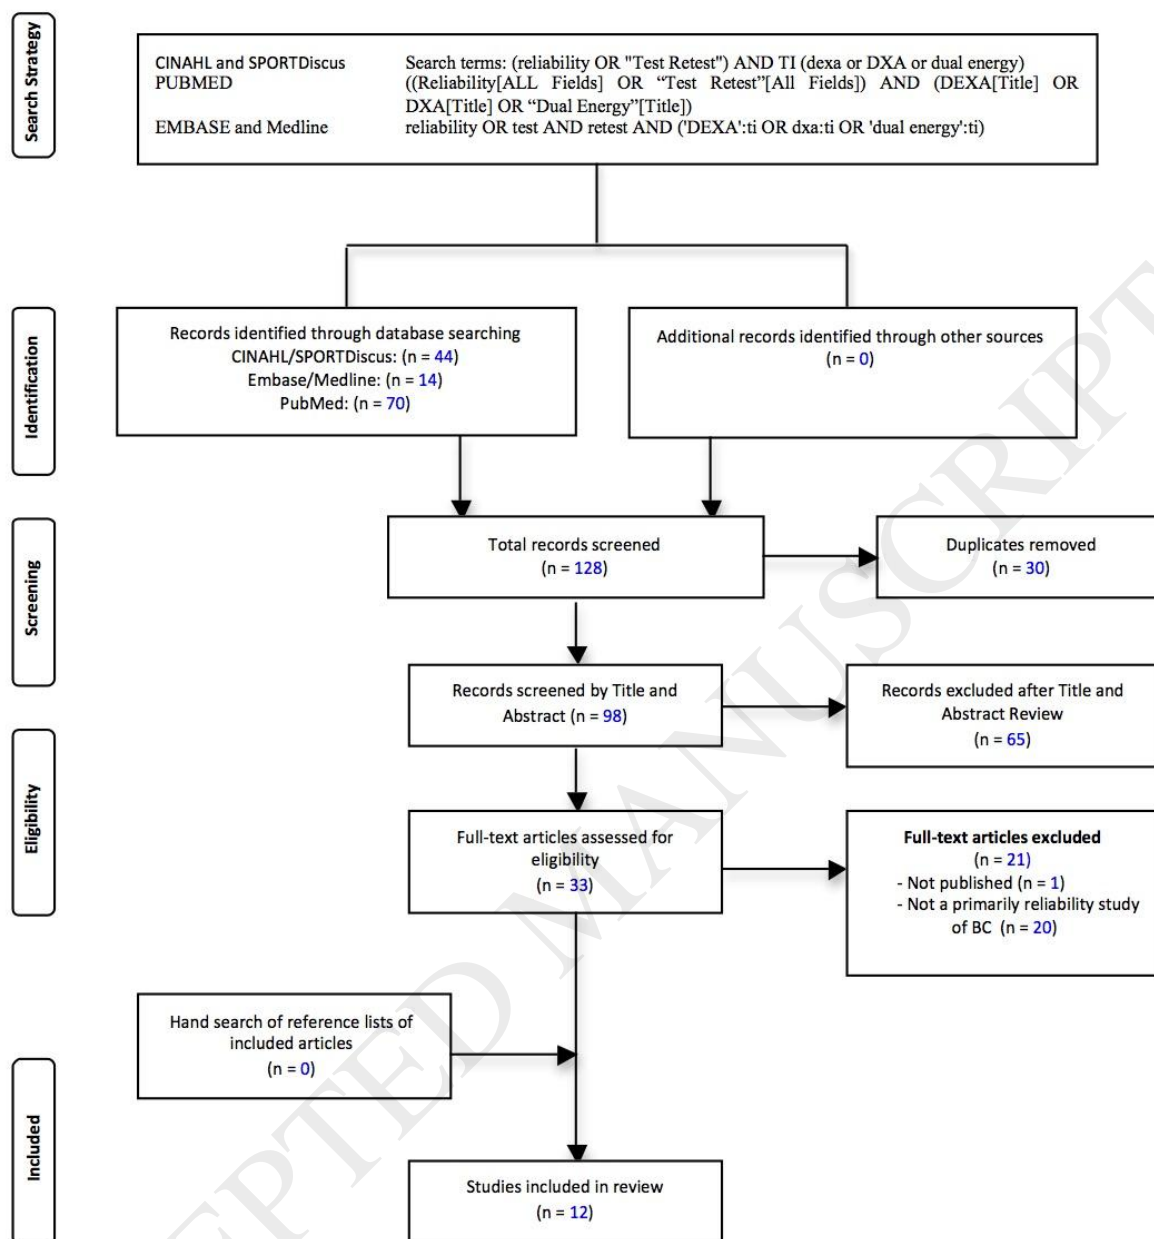 Search Strategy
CINAHL and SPORTDiscus Search terms: (reliability OR "Test Retest") AND TI (dexa or DXA or dual energy)
PUBMED ((Reliability[ALL Fields] OR “Test Retest”[All Fields]) AND (DEXA[Title] OR
DXA[Title] OR “Dual Energy”[Title])
EMBASE and Medline reliability OR test AND retest AND ('DEXA':ti OR dxa:ti OR 'dual energy':ti)
Identification
Records identified through database searching
CINAHL/SPORTDiscus: (n = 44)
Embase/Medline: (n = 14)
PubMed: (n = 70)
Additional records identified through other sources
(n = 0)
Screening
Total records screened
(n = 128)
Duplicates removed
(n = 30)
Records screened by Title and
Abstract (n = 98)
Records excluded after Title and
Abstract Review
(n = 65)
Eligibility
Full-text articles assessed for
eligibility
(n = 33)
Full-text articles excluded
(n = 21)
- Not published (n = 1)
- Not a primarily reliability study
of BC (n = 20)
Hand search of reference lists of
included articles
(n = 0)
Included
Studies included in review
(n = 12)
EPTED MANUSCRIPT